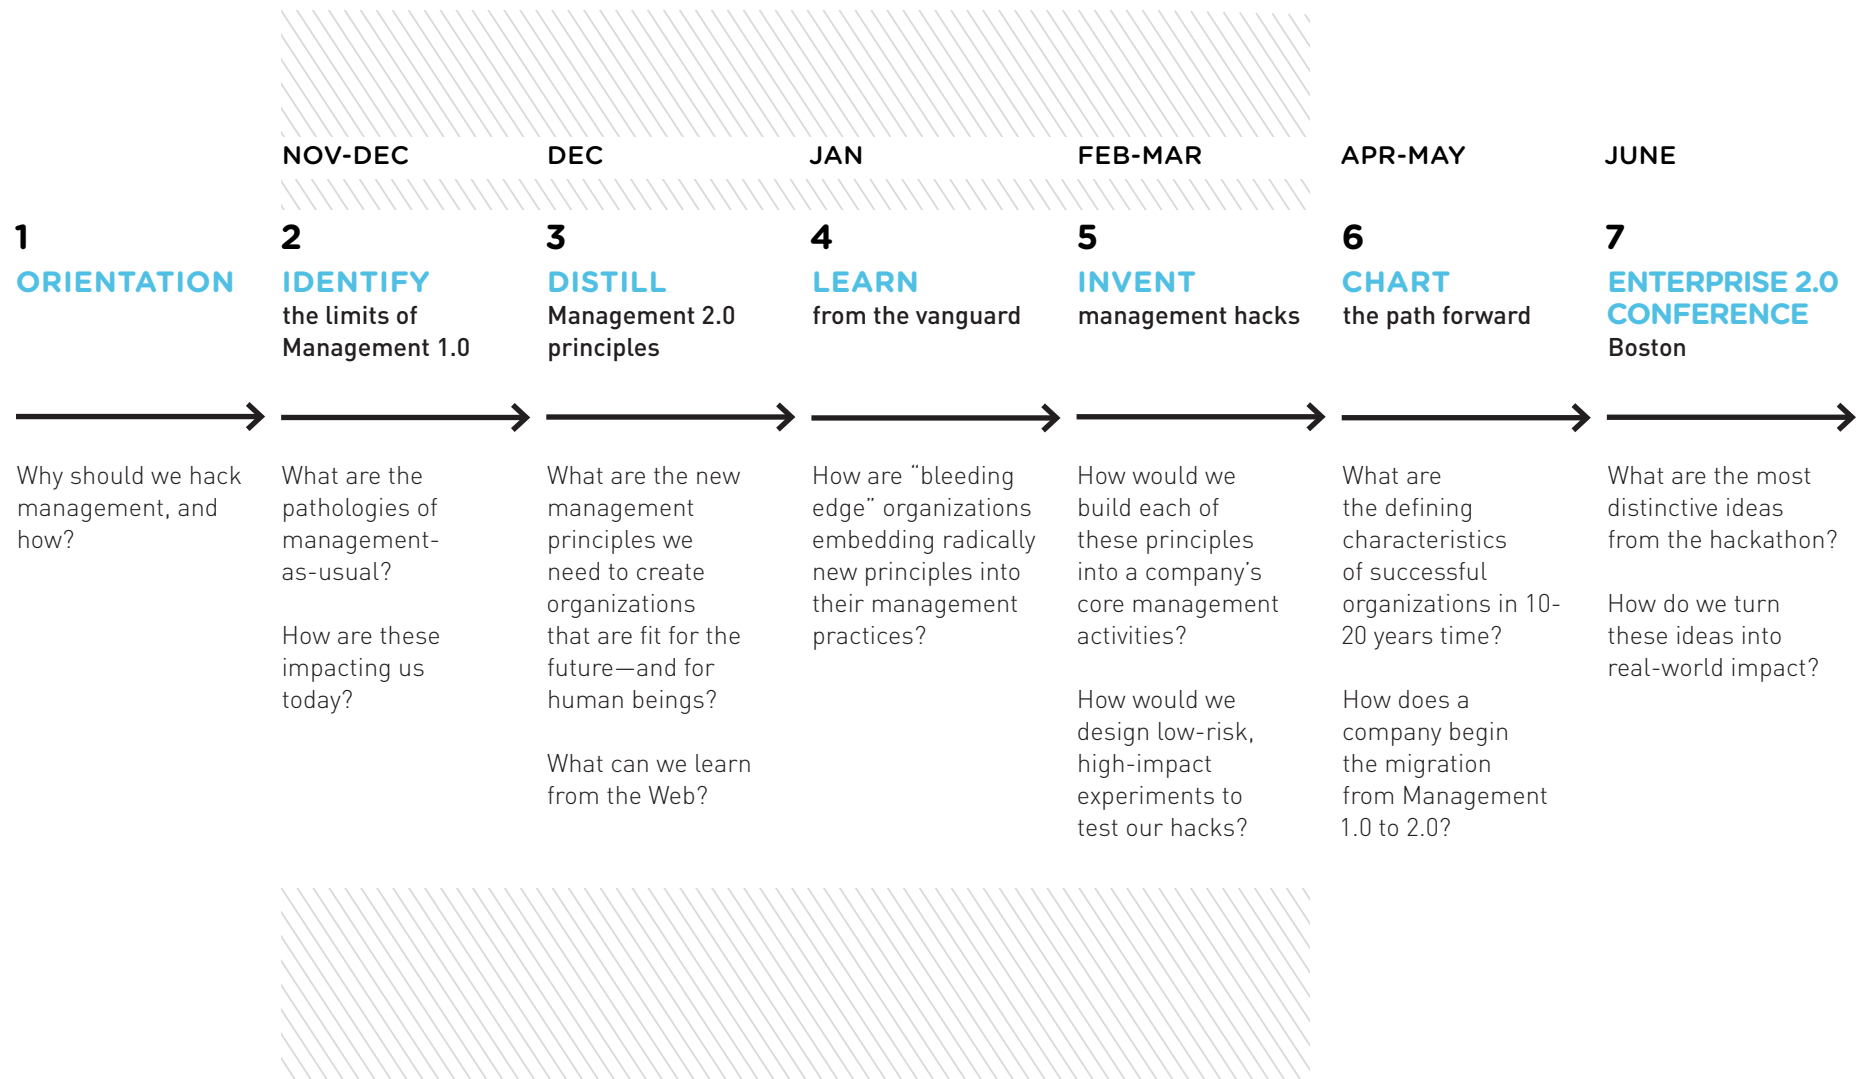 1
ORIENTATION
Why should we hack
management, and
how?
NOV-DEC
2
IDENTIFY
the limits of
Management 1.0
What are the
pathologies of
management-
as-usual?
How are these
impacting us
today?
DEC
3
DISTILL
Management 2.0
principles
What are the new
management
principles we
need to create
organizations
that are fit for the
future—and for
human beings?
What can we learn
from the Web?
JAN
4
LEARN
from the vanguard
How are “bleeding
edge” organizations
embedding radically
new principles into
their management
practices?
FEB-MAR
5
INVENT
management hacks
How would we
build each of
these principles
into a company’s
core management
activities?
How would we
design low-risk,
high-impact
experiments to
test our hacks?
APR-MAY
6
CHART
the path forward
What are
the defining
characteristics
of successful
organizations in 10-
20 years time?
How does a
company begin
the migration
from Management
1.0 to 2.0?
JUNE
7
ENTERPRISE 2.0
CONFERENCE
Boston
What are the most
distinctive ideas
from the hackathon?
How do we turn
these ideas into
real-world impact?